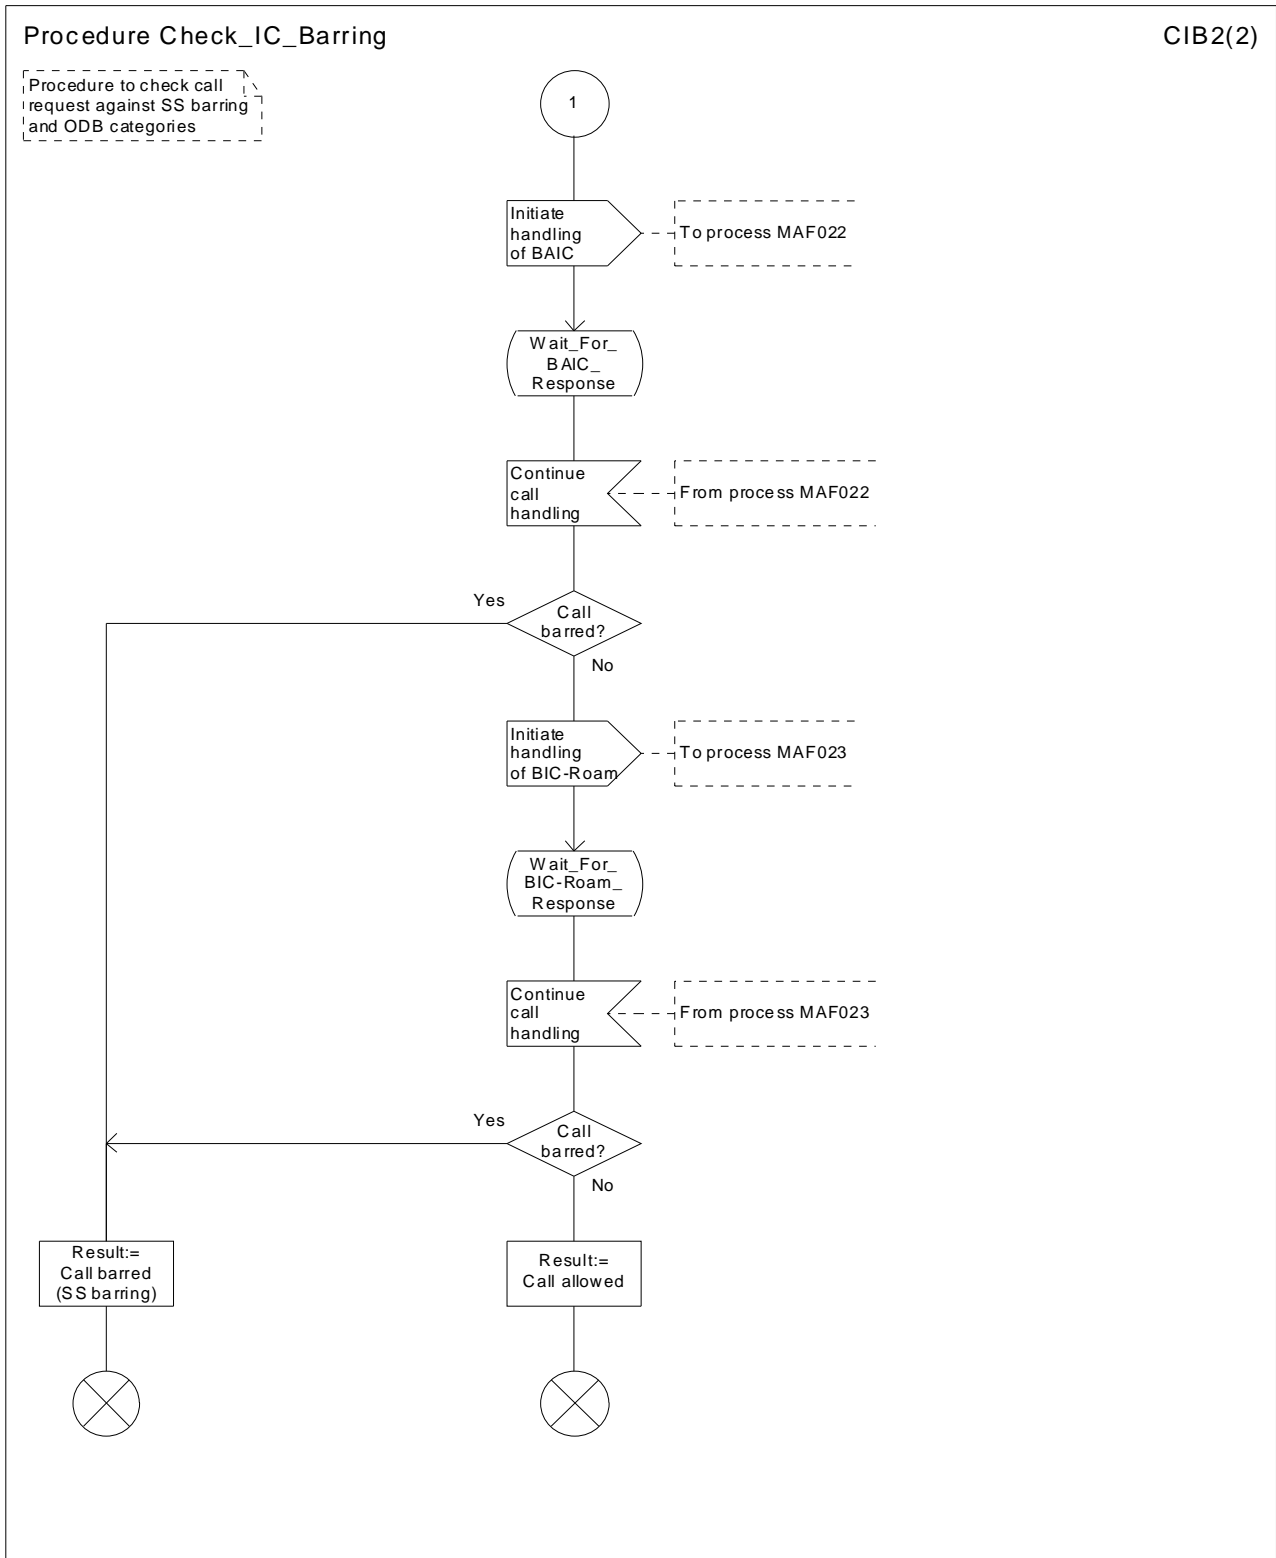 Procedure Check_IC_Barring
CIB2(2)
Procedure to check call
request against SS barring
and ODB categories
1
Initiate
handling
of BAIC
To process MAF022
Wait_For_
BAIC_
Response
Continue
call
handling
From process MAF022
Yes
Call
barred?
No
Initiate
handling
of BIC-Roam
To process MAF023
Wait_For_
BIC-Roam_
Response
Continue
call
handling
From process MAF023
Yes
Call
barred?
No
Result:=
Call barred
(SS barring)
Result:=
Call allowed